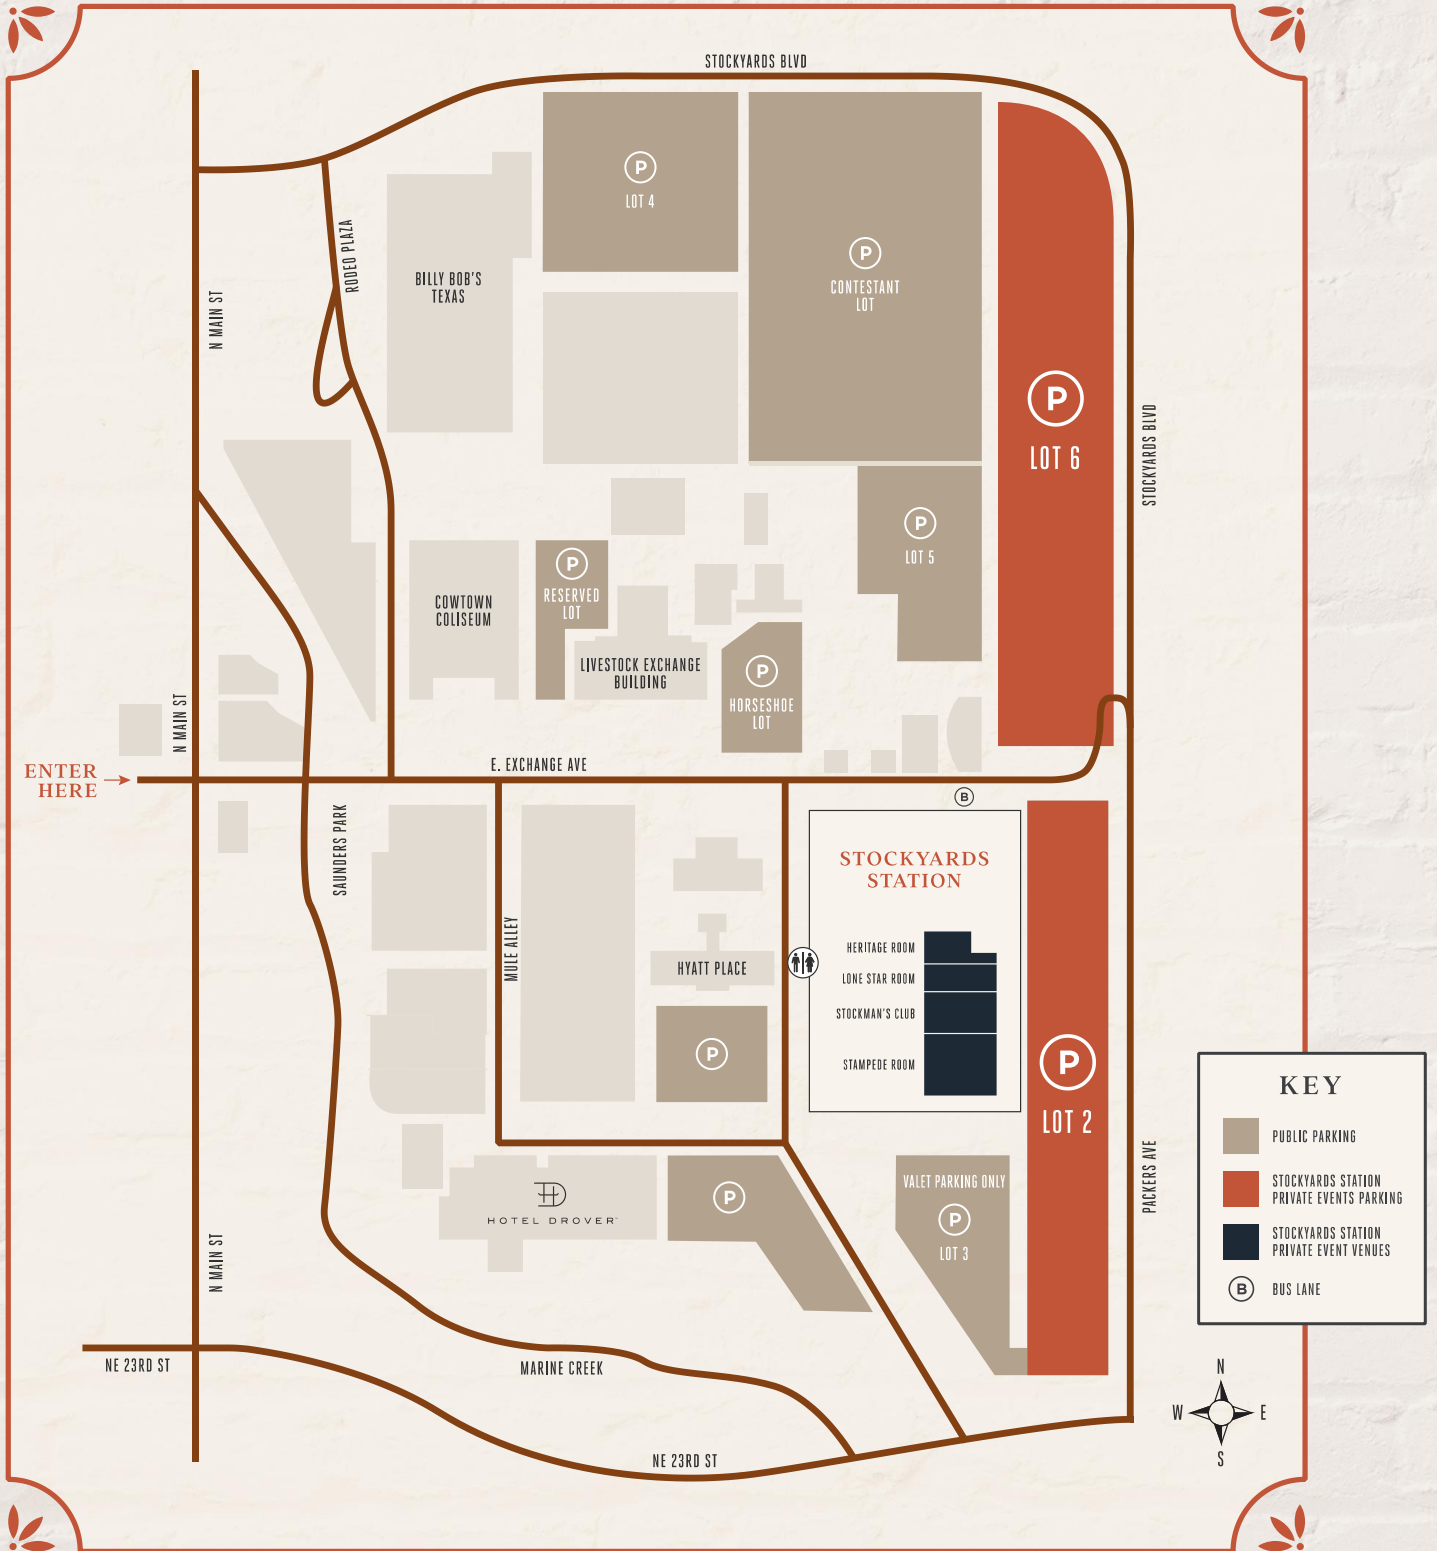 STOCKYARDS BLVD
P
LOT 4
P
CONTESTANT
LOT
RODEO PLAZA
BILLY BOB'S
TEXAS
N MAIN ST
P
LOT 6
STOCKYARDS BLVD
P
LOT 5
P
RESERVED
LOT
COWTOWN
COLISEUM
LIVESTOCK EXCHANGE
BUILDING
P
HORSESHOE
LOT
N MAIN ST
ENTER
HERE
E. EXCHANGE AVE
B
SAUNDERS PARK
STOCKYARDS
STATION
MULE ALLEY
HERITAGE ROOM
LONE STAR ROOM
STOCKMAN'S CLUB
STAMPEDE ROOM
HYATT PLACE
P
P
LOT 2
PACKERS AVE
KEY
PUBLIC PARKING
STOCKYARDS STATION
PRIVATE EVENTS PARKING
STOCKYARDS STATION
PRIVATE EVENT VENUES
B
BUS LANE
HOTEL DROVER
P
VALET PARKING ONLY
P
LOT 3
N MAIN ST
NE 23RD ST
MARINE CREEK
NE 23RD ST
N
W
E
S